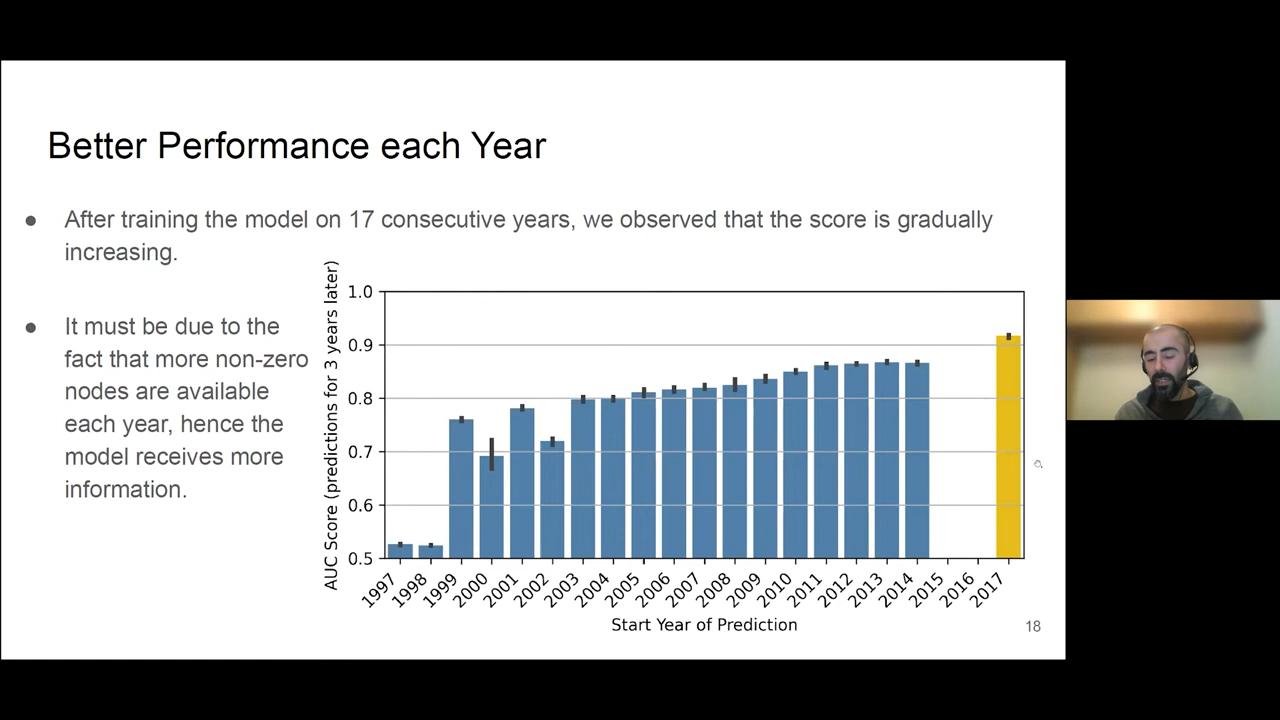 Better Performance each Year
● After training the model on 17 consecutive years, we observed that the score is gradually
increasing.
● It must be due to the
fact that more non-zero
nodes are available
each year, hence the
model receives more
information.
AUC Score (predictions for 3 years later)
1.0
0.9
0.8
0.7
0.6
0.5
1997
1998
1999
2000
2001
2002
2003
2004
2005
2006
2007
2008
2009
2010
2011
2012
2013
2014
2015
2016
2017
Start Year of Prediction
18